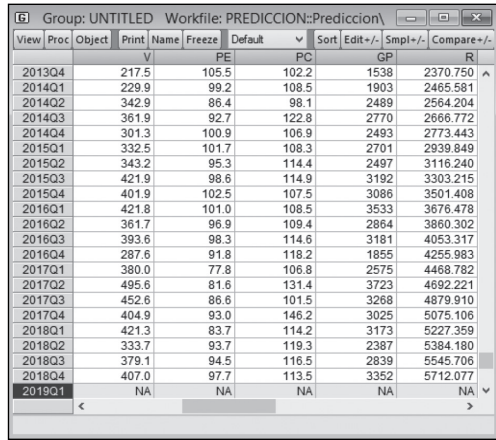 G Group: UNTITLED Workfile: PREDICCION::Prediccion\
View Proc Object Print Name Freeze Default Sort Edit+/- Smpl+/- Compare+/-
V PE PC GP R
2013Q4 217.5 105.5 102.2 1538 2370.750
2014Q1 229.9 99.2 108.5 1903 2465.581
2014Q2 342.9 86.4 98.1 2489 2564.204
2014Q3 361.9 92.7 122.8 2770 2666.772
2014Q4 301.3 100.9 106.9 2493 2773.443
2015Q1 332.5 101.7 108.3 2701 2939.849
2015Q2 343.2 95.3 114.4 2497 3116.240
2015Q3 421.9 98.6 114.9 3192 3303.215
2015Q4 401.9 102.5 107.5 3086 3501.408
2016Q1 421.8 101.0 108.5 3533 3676.478
2016Q2 361.7 96.9 109.4 2864 3860.302
2016Q3 393.6 98.3 114.6 3181 4053.317
2016Q4 287.6 91.8 118.2 1855 4255.983
2017Q1 380.0 77.8 106.8 2575 4468.782
2017Q2 495.6 81.6 131.4 3723 4692.221
2017Q3 452.6 86.6 101.5 3268 4879.910
2017Q4 404.9 93.0 146.2 3025 5075.106
2018Q1 421.3 83.7 114.2 3173 5227.359
2018Q2 333.7 93.7 119.3 2387 5384.180
2018Q3 379.1 94.5 116.5 2839 5545.706
2018Q4 407.0 97.7 113.5 3352 5712.077
2019Q1 NA NA NA NA NA